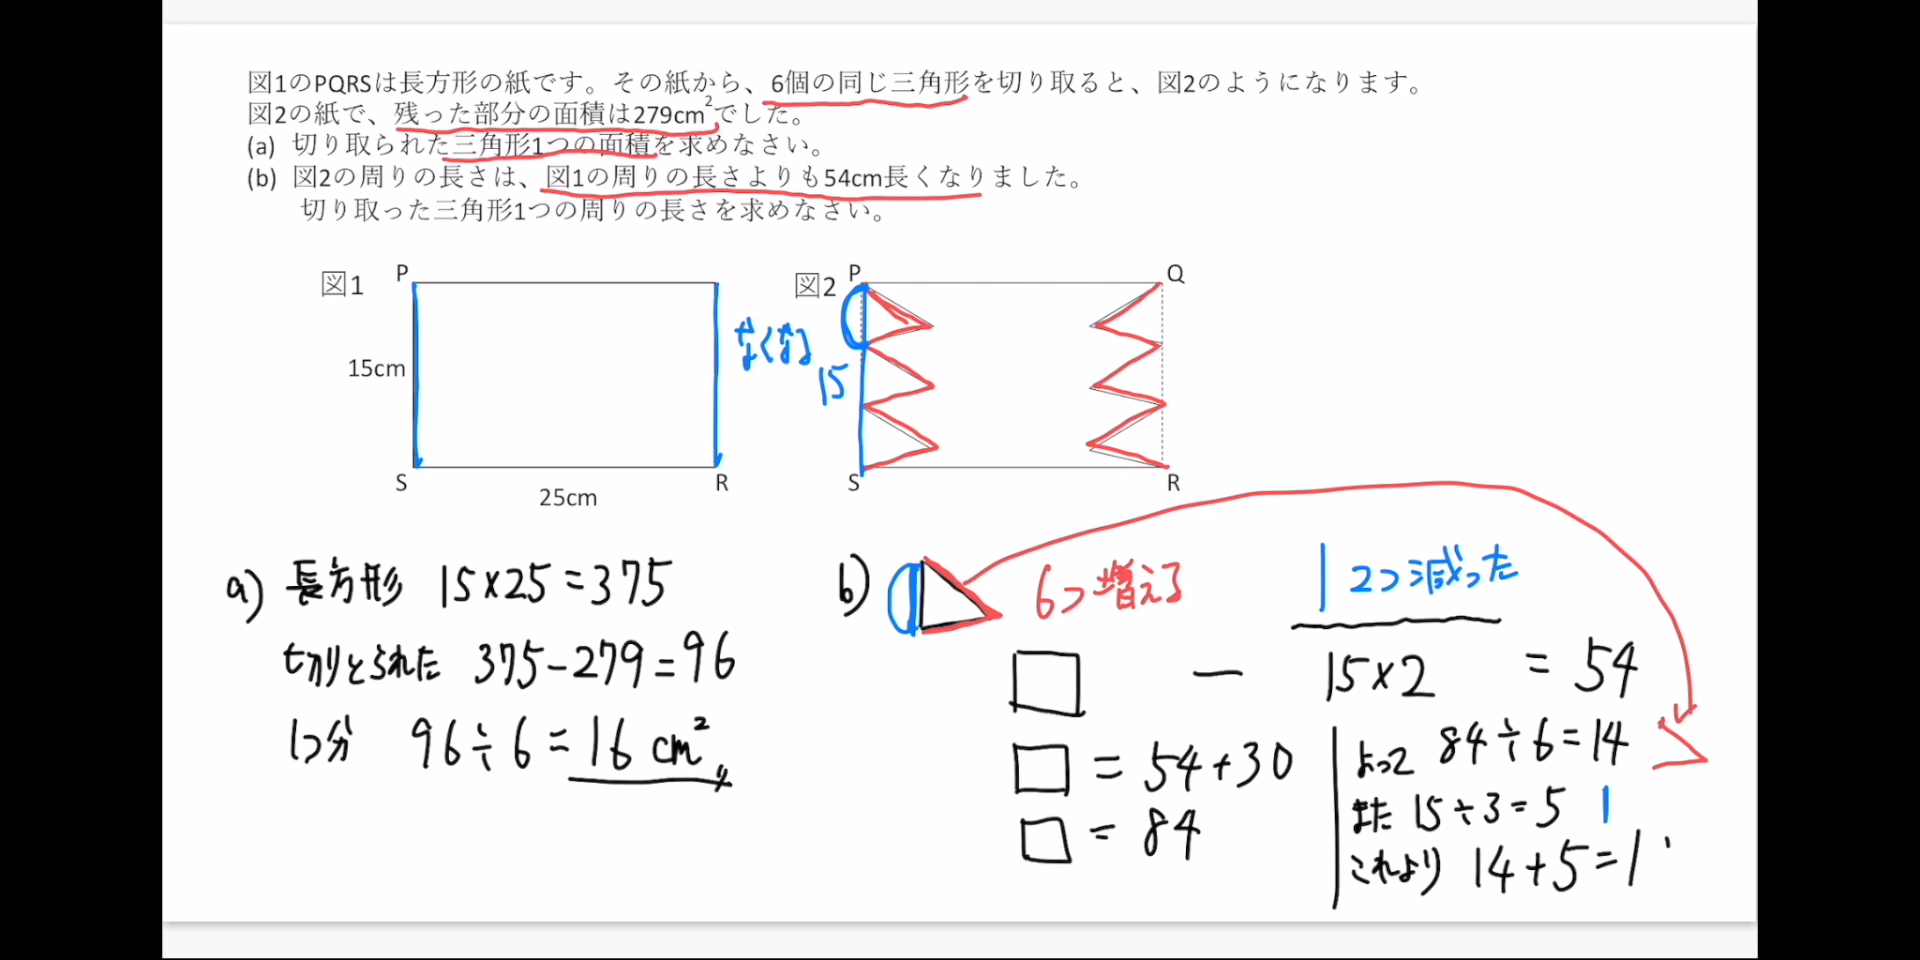 図1のPQRSは長方形の紙です。その紙から、6個の同じ三角形を切り取ると、図2のようになります。
図2の紙で、残った部分の面積は279cm²でした。
(a) 切り取られた三角形1つの面積を求めなさい。
(b) 図2の周りの長さは、図1の周りの長さよりも54cm長くなりました。
切り取った三角形1つの周りの長さを求めなさい。
図1
P
15cm
S
R
25cm
なくなる
図2
P
Q
15
S
R
a) 長方形 15×25=375
切りとられた 375-279=96
1つ分 96÷6=16cm²
b)
6つ増える
2つ減った
□ - 15×2 = 54
□ = 54+30
□ = 84
よって 84÷6=14
また 15÷3=5
これより 14+5=1